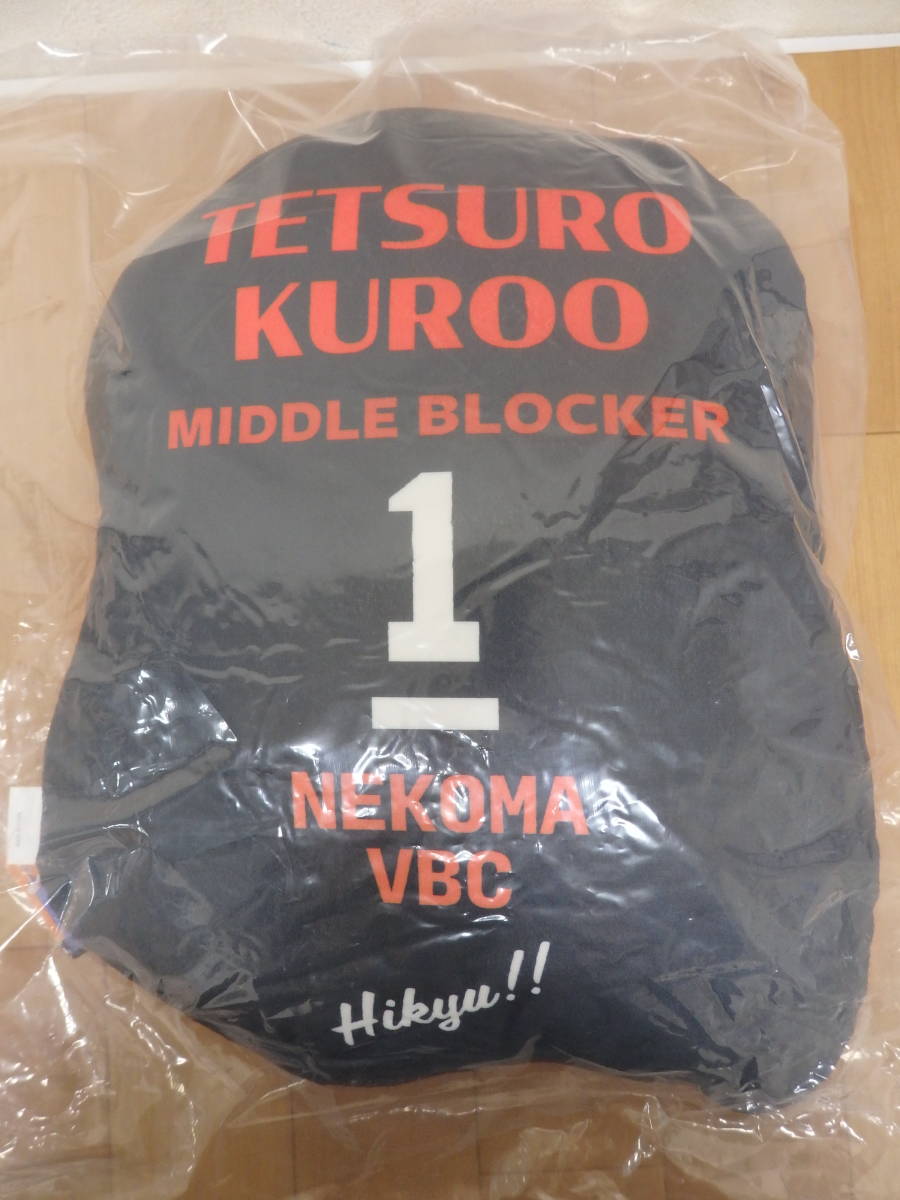 TETSURO
KUROO
MIDDLE BLOCKER
1
NEKOMA
VBC
Hikyu!!